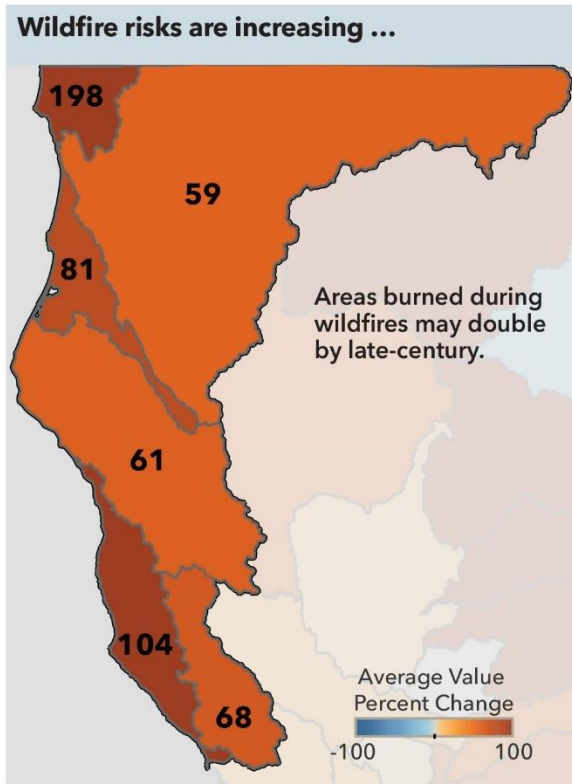 Wildfire risks are increasing ...
198
59
81
Areas burned during
wildfires may double
by late-century.
61
104
68
Average Value
Percent Change
-100
100